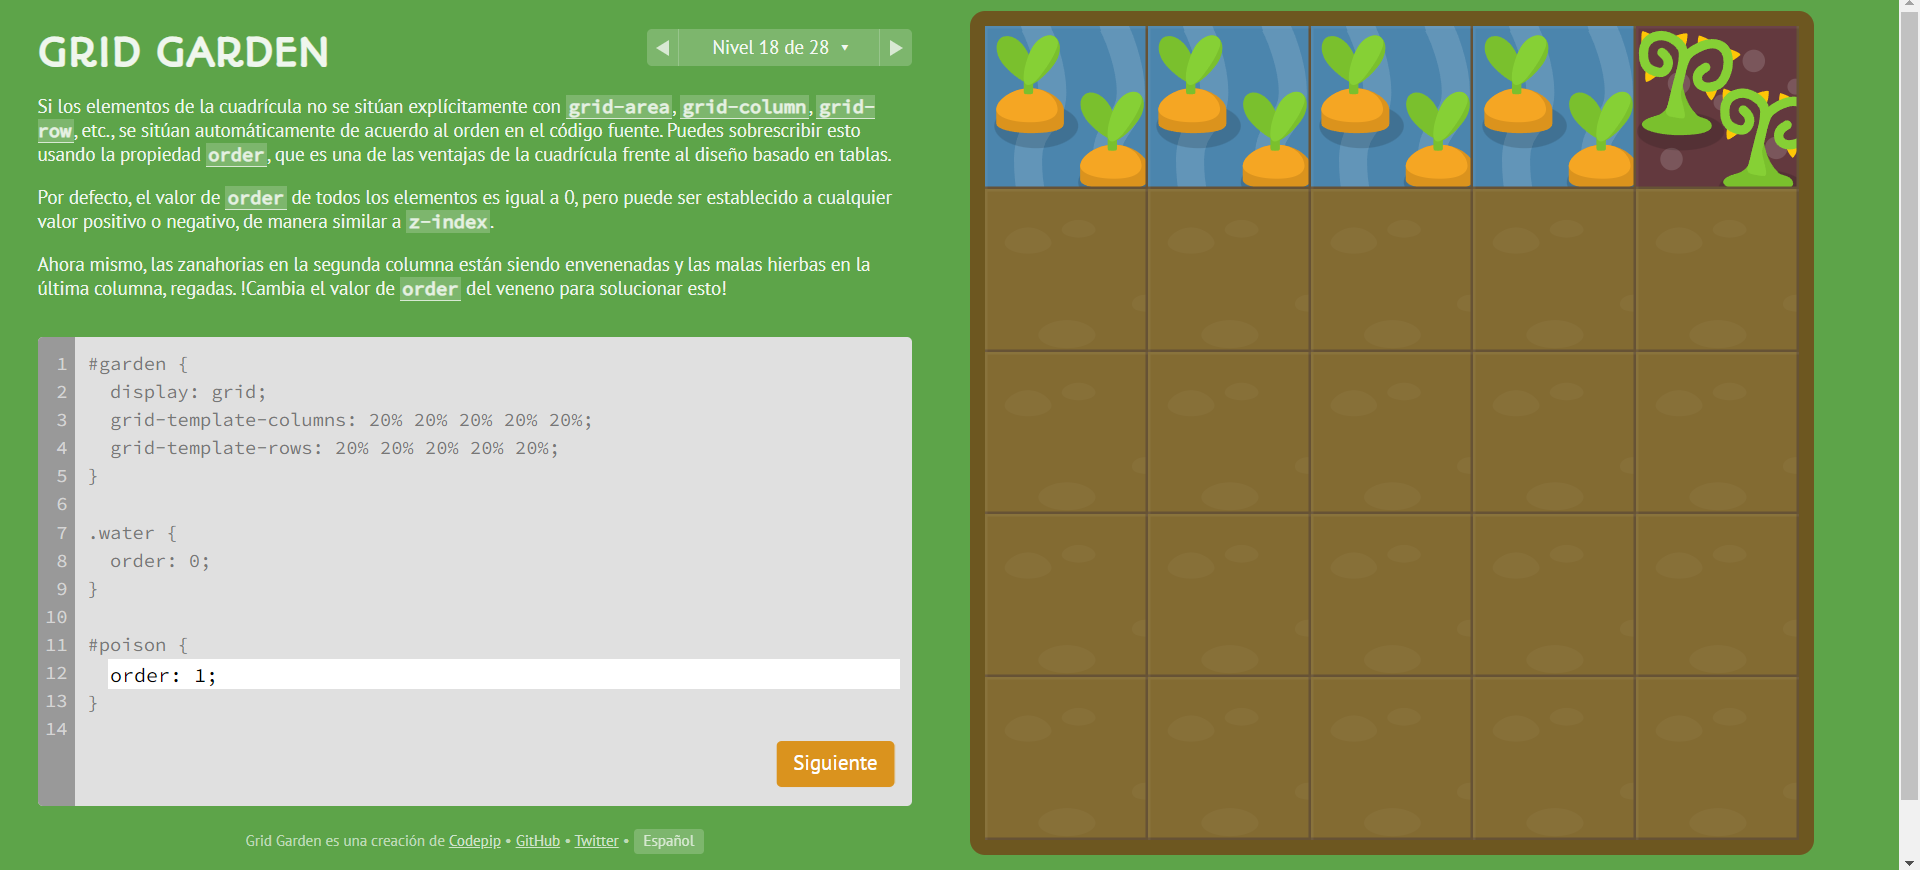 GRID GARDEN
◀ Nivel 18 de 28 ▼ ▶
Si los elementos de la cuadrícula no se sitúan explícitamente con grid-area, grid-column, grid-
row, etc., se sitúan automáticamente de acuerdo al orden en el código fuente. Puedes sobrescribir esto
usando la propiedad order, que es una de las ventajas de la cuadrícula frente al diseño basado en tablas.
Por defecto, el valor de order de todos los elementos es igual a 0, pero puede ser establecido a cualquier
valor positivo o negativo, de manera similar a z-index.
Ahora mismo, las zanahorias en la segunda columna están siendo envenenadas y las malas hierbas en la
última columna, regadas. !Cambia el valor de order del veneno para solucionar esto!
1 #garden {
2 display: grid;
3 grid-template-columns: 20% 20% 20% 20% 20%;
4 grid-template-rows: 20% 20% 20% 20% 20%;
5 }
6
7 .water {
8 order: 0;
9 }
10
11 #poison {
12 order: 1;
13 }
14
Siguiente
Grid Garden es una creación de Codepip • GitHub • Twitter • Español